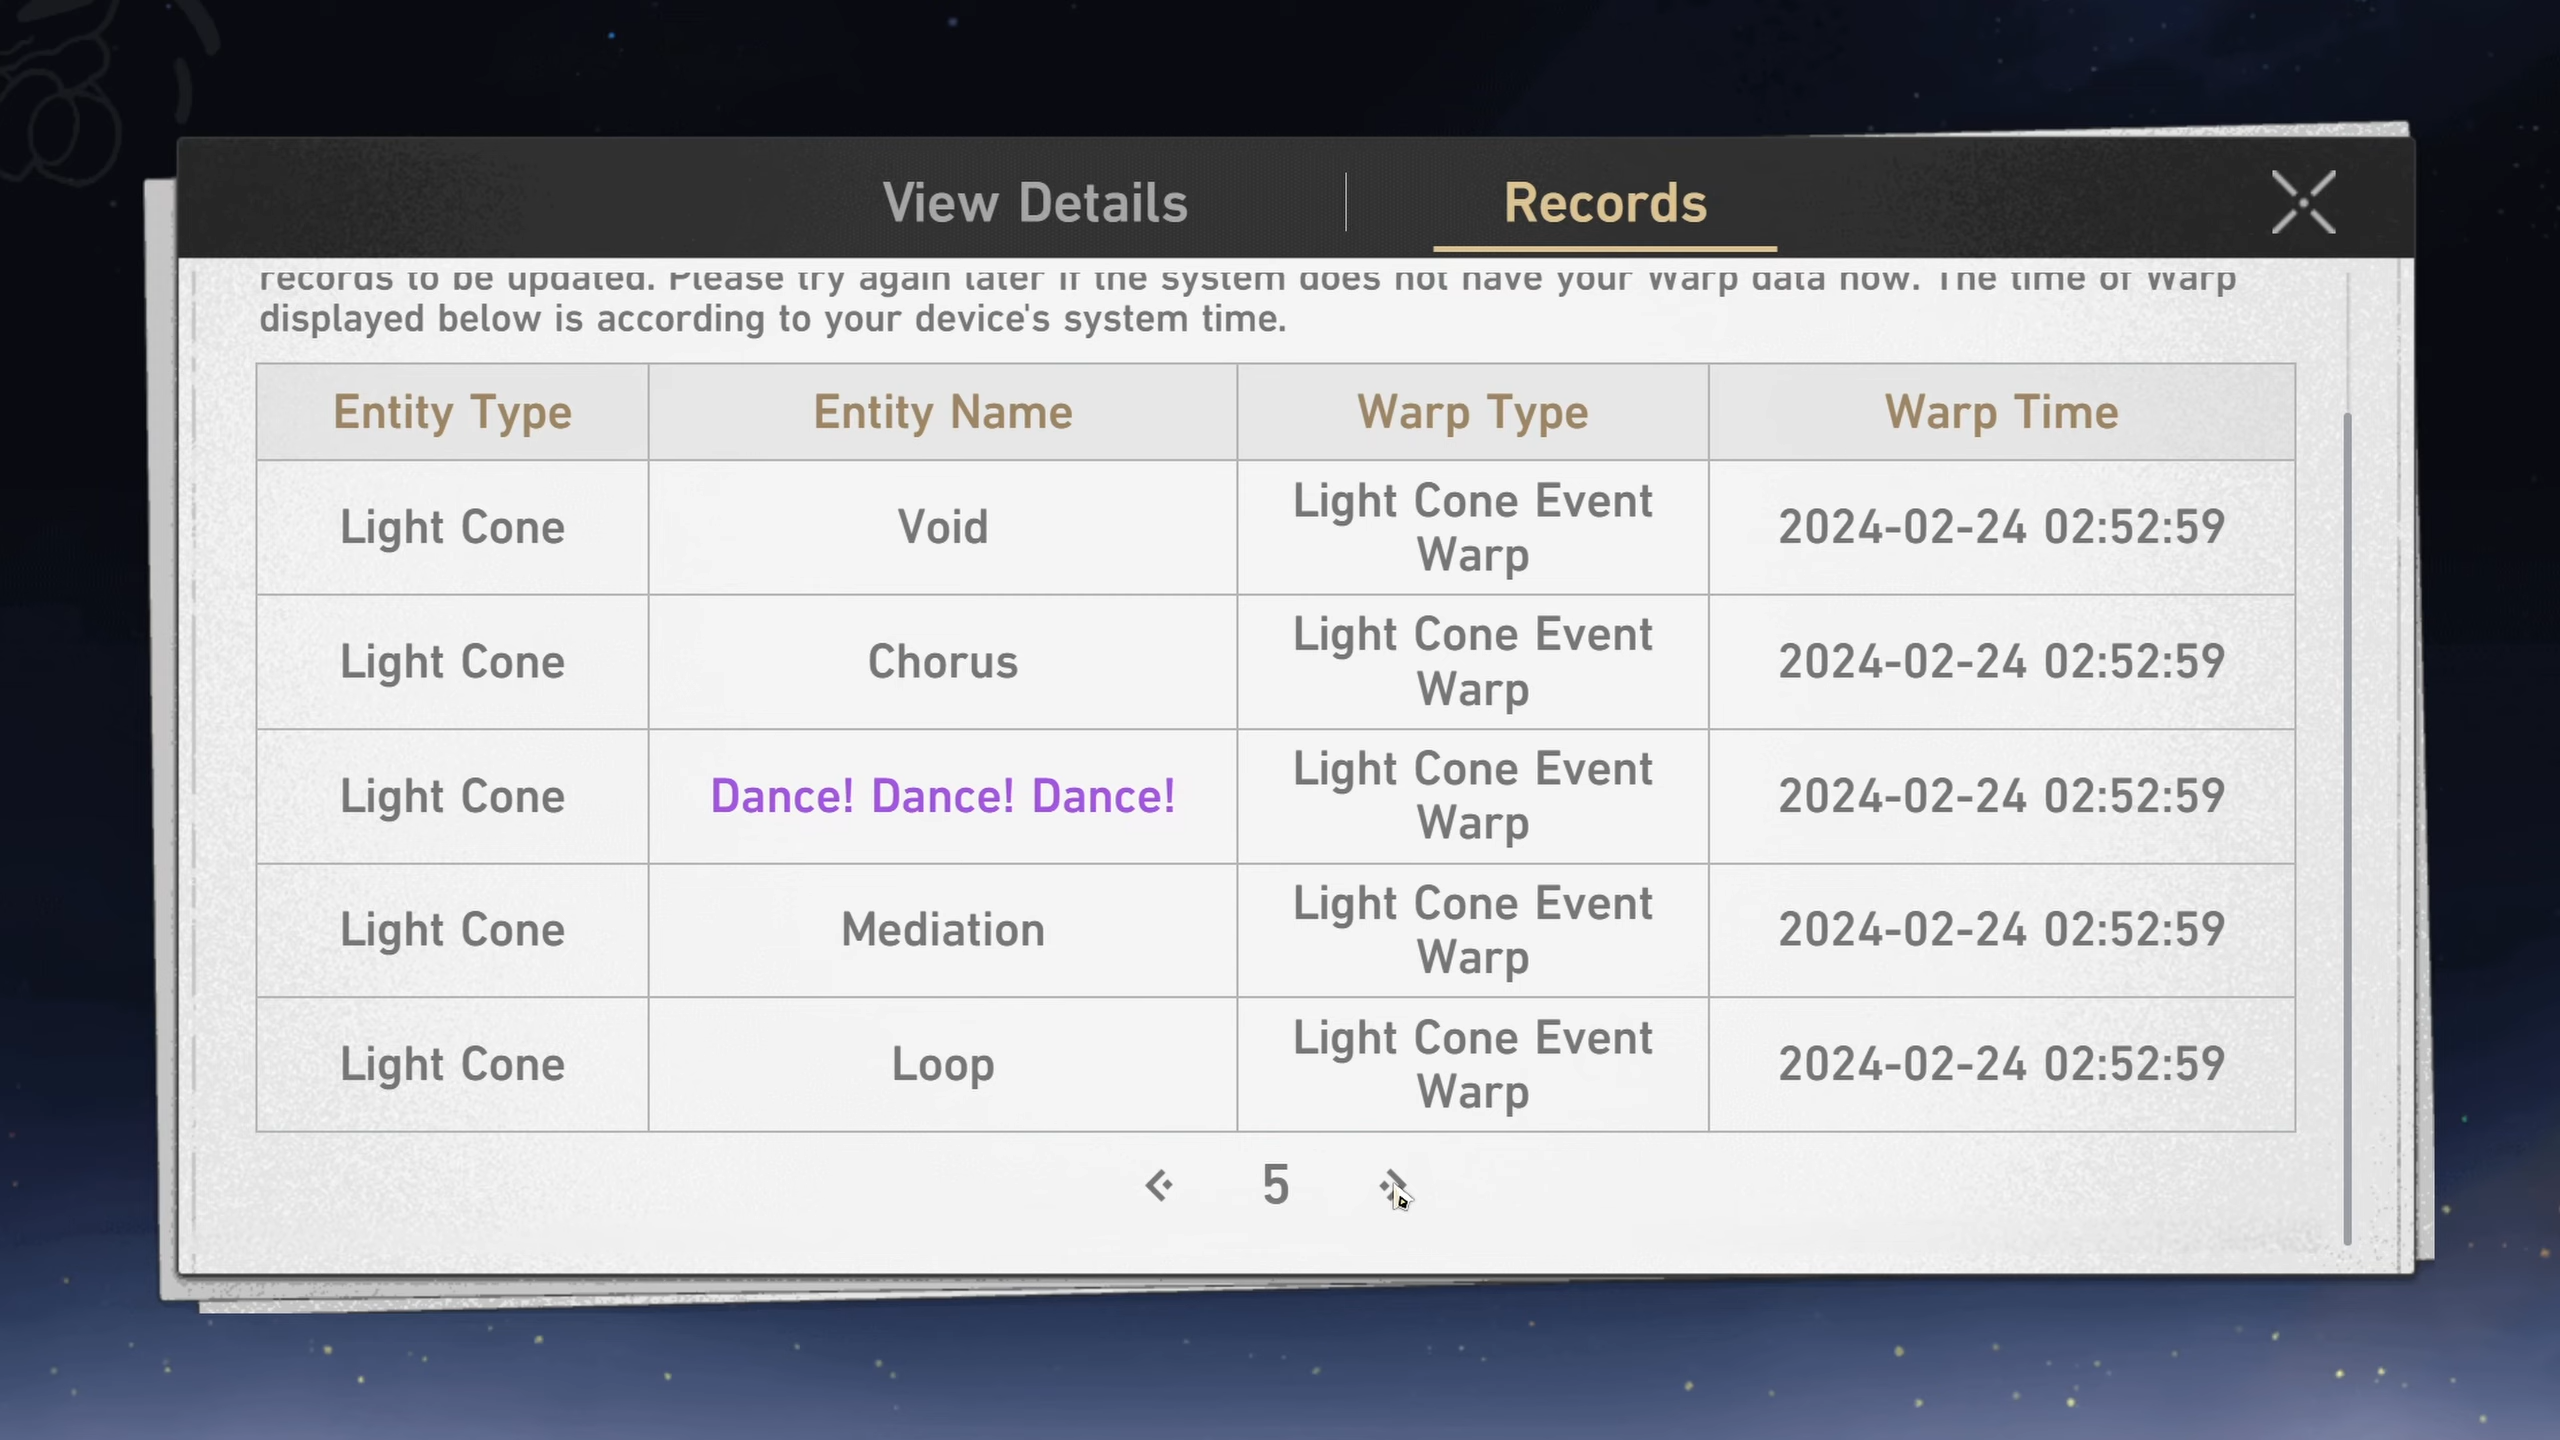 View Details
Records
records to be updated. Please try again later if the system does not have your Warp data now. The time of Warp
displayed below is according to your device's system time.
Entity Type Entity Name Warp Type Warp Time
Light Cone Void Light Cone Event Warp 2024-02-24 02:52:59
Light Cone Chorus Light Cone Event Warp 2024-02-24 02:52:59
Light Cone Dance! Dance! Dance! Light Cone Event Warp 2024-02-24 02:52:59
Light Cone Mediation Light Cone Event Warp 2024-02-24 02:52:59
Light Cone Loop Light Cone Event Warp 2024-02-24 02:52:59
5